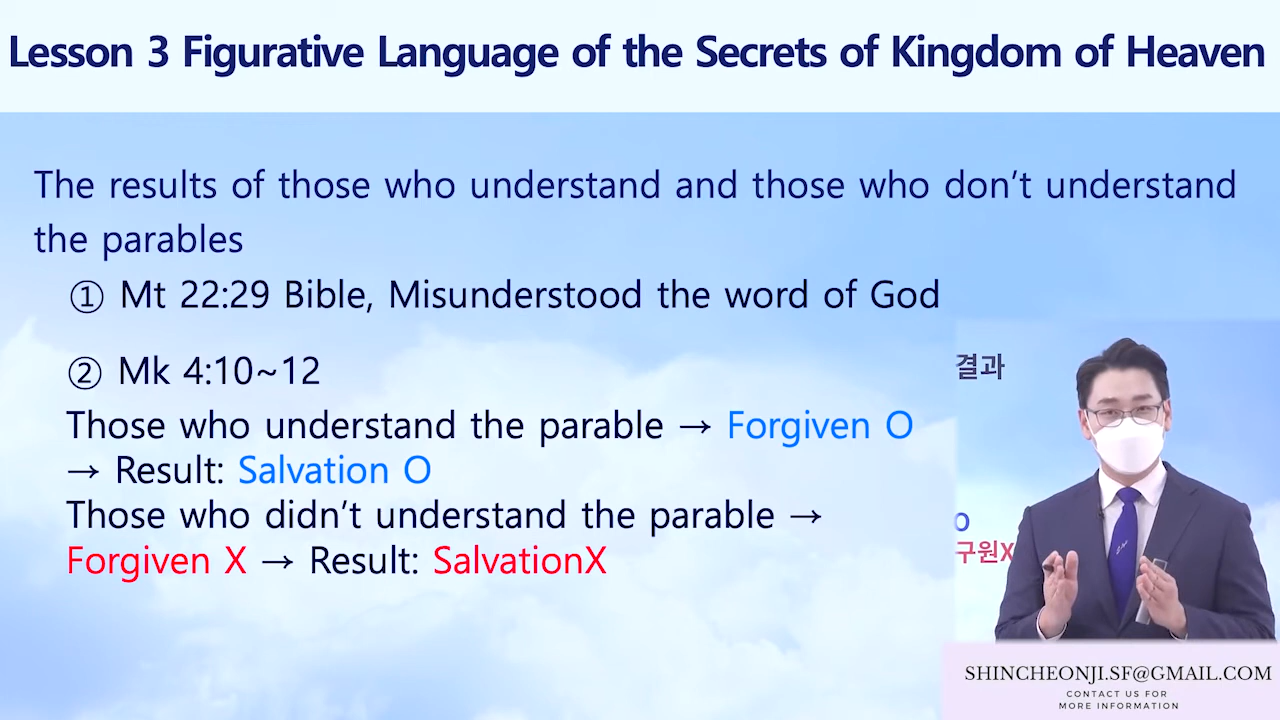 Lesson 3 Figurative Language of the Secrets of Kingdom of Heaven
The results of those who understand and those who don’t understand
the parables
① Mt 22:29 Bible, Misunderstood the word of God
② Mk 4:10~12
Those who understand the parable → Forgiven O
→ Result: Salvation O
Those who didn’t understand the parable →
Forgiven X → Result: SalvationX
결과
O
구원X
SHINCHEONJI.SF@GMAIL.COM
CONTACT US FOR
MORE INFORMATION